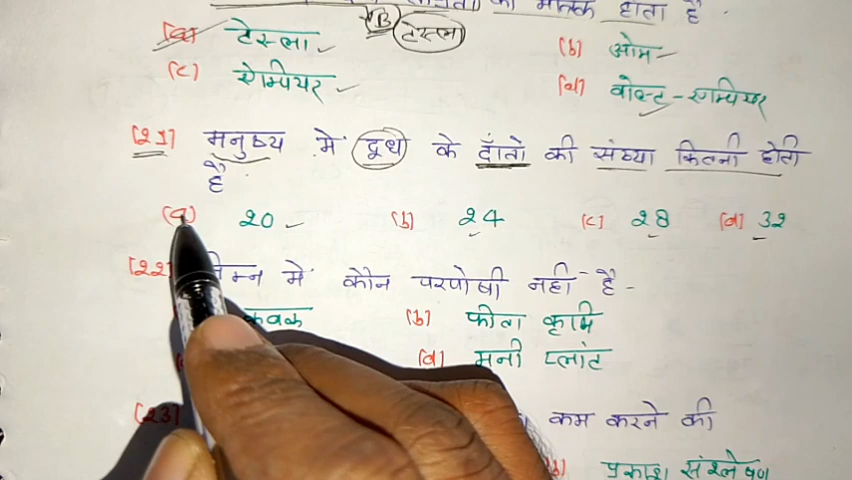 का मात्रक होता है
B टेस्ला
(a) टेस्ला (b) ओम
(c) ऐम्पियर (d) वोल्ट-एम्पियर
(21) मनुष्य में दूध के दाँतो की संख्या कितनी होती
है
(a) 20 (b) 24 (c) 28 (d) 32
(22) निम्न में कौन परपोषी नहीं है-
कवक (b) फीता कृमि
(d) मनी प्लांट
(23) कम करने की
(b) प्रकाश संश्लेषण